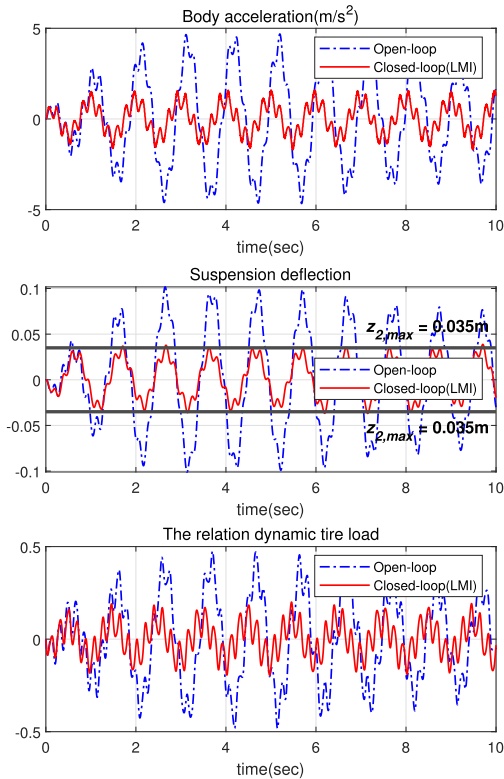 Body acceleration(m/s²)
5
Open-loop
Closed-loop(LMI)
0
-5
0 2 4 6 8 10
time(sec)
Suspension deflection
0.1
z2,max = 0.035m
0.05
Open-loop
Closed-loop(LMI)
0
-0.05
z2,max = 0.035m
-0.1
0 2 4 6 8 10
time(sec)
The relation dynamic tire load
0.5
Open-loop
Closed-loop(LMI)
0
-0.5
0 2 4 6 8 10
time(sec)